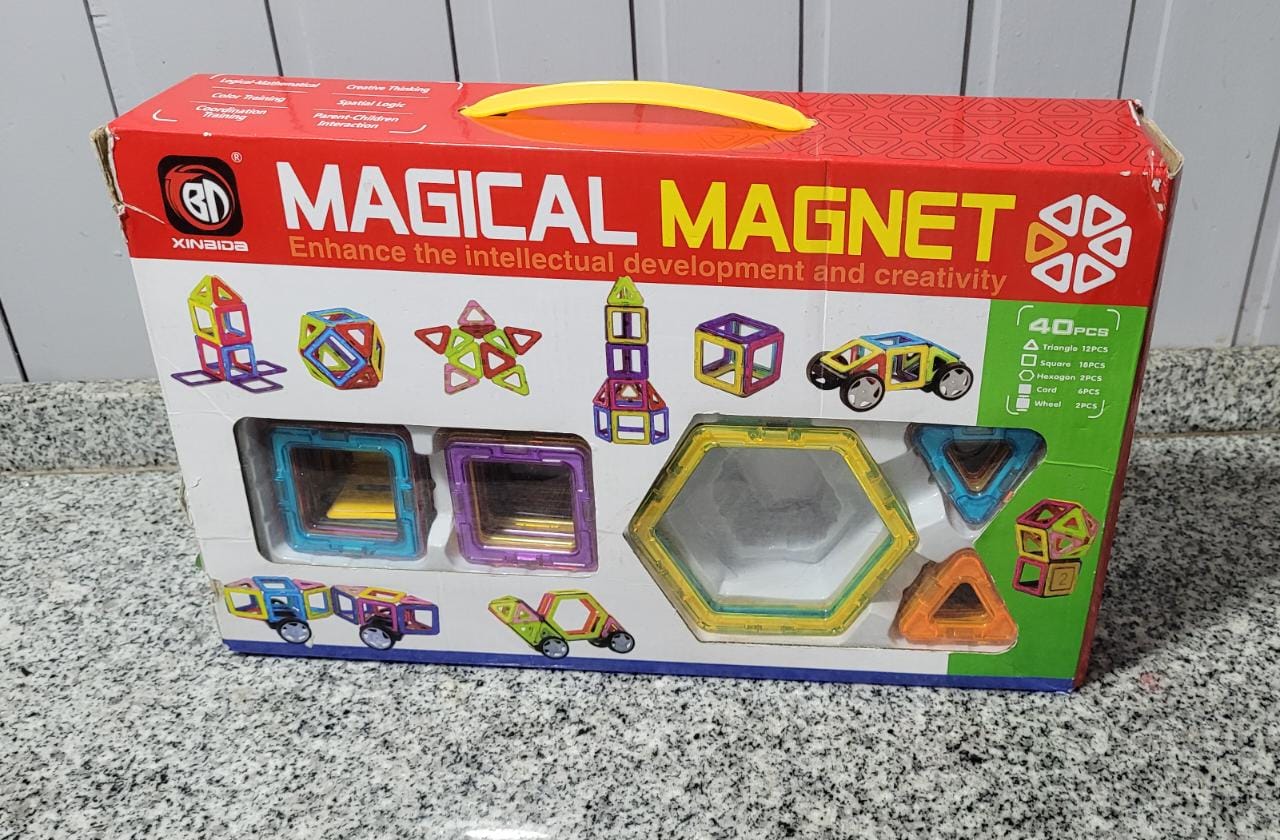 Logical-Mathematical Creative Thinking
Color Training Spatial Logic
Coordination Training Parent-Children Interaction
BD
®
XINBIDA
MAGICAL MAGNET
Enhance the intellectual development and creativity
40PCS
Triangle 12PCS
Square 18PCS
Hexagon 2PCS
Card 6PCS
Wheel 2PCS
2